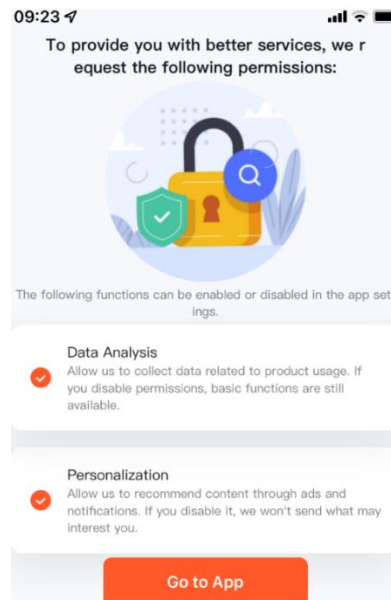 09:23
To provide you with better services, we r
equest the following permissions:
The following functions can be enabled or disabled in the app set
ings.
Data Analysis
Allow us to collect data related to product usage. If
you disable permissions, basic functions are still
available.
Personalization
Allow us to recommend content through ads and
notifications. If you disable it, we won't send what may
interest you.
Go to App